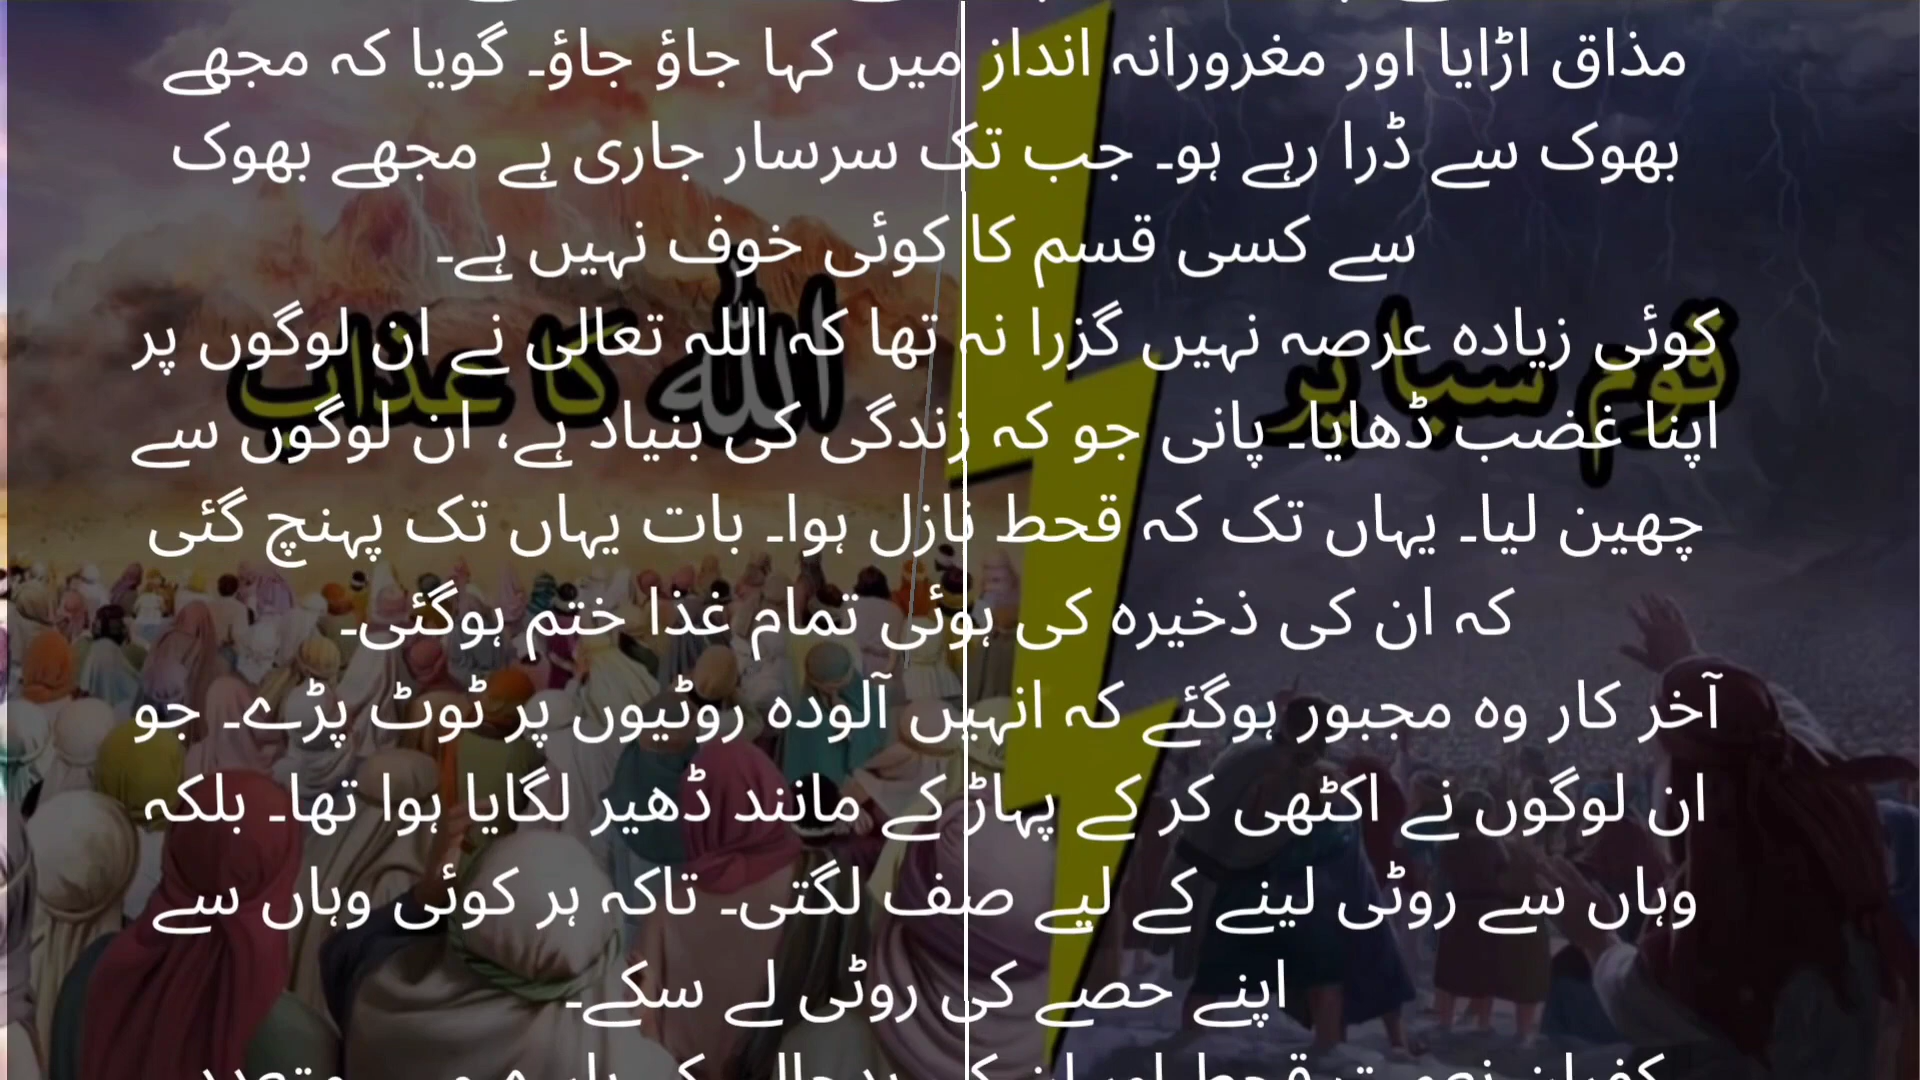 مذاق اڑایا اور مغرورانہ انداز میں کہا جاؤ جاؤ۔ گویا کہ مجھے
بھوک سے ڈرا رہے ہو۔ جب تک سرسار جاری ہے مجھے بھوک
سے کسی قسم کا کوئی خوف نہیں ہے۔
کوئی زیادہ عرصہ نہیں گزرا نہ تھا کہ اللہ تعالی نے ان لوگوں پر
قوم سبا پر اللہ کا عذاب
اپنا غضب ڈھایا۔ پانی جو کہ زندگی کی بنیاد ہے، ان لوگوں سے
چھین لیا۔ یہاں تک کہ قحط نازل ہوا۔ بات یہاں تک پہنچ گئی
کہ ان کی ذخیرہ کی ہوئی تمام غذا ختم ہوگئی۔
آخر کار وہ مجبور ہوگئے کہ انہیں آلودہ روٹیوں پر ٹوٹ پڑے۔ جو
ان لوگوں نے اکٹھی کر کے پہاڑ کے مانند ڈھیر لگایا ہوا تھا۔ بلکہ
وہاں سے روٹی لینے کے لیے صف لگتی۔ تاکہ ہر کوئی وہاں سے
اپنے حصے کی روٹی لے سکے۔